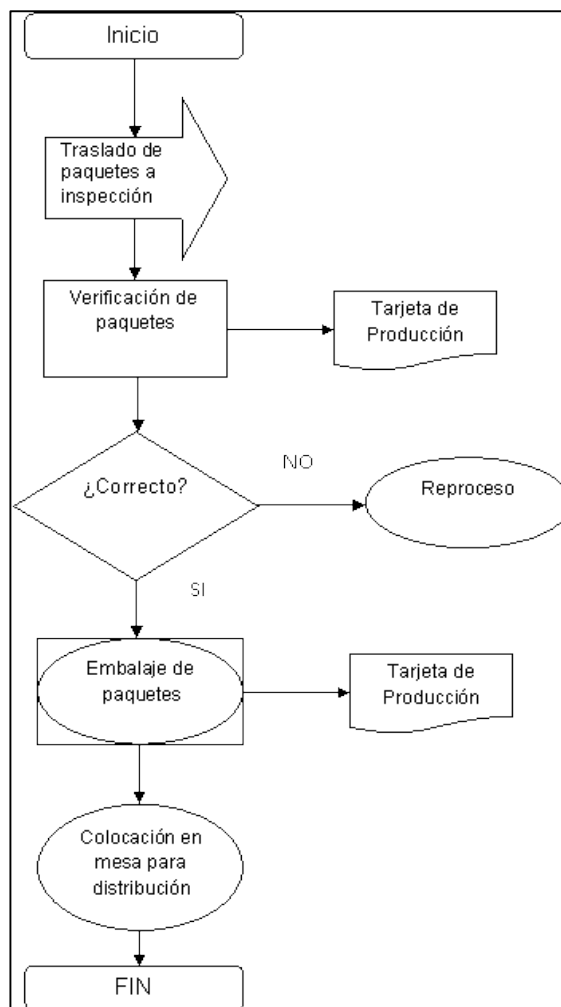 Inicio
Traslado de
paquetes a
inspección
Verificación de
paquetes
Tarjeta de
Producción
¿Correcto?
NO
Reproceso
SI
Embalaje de
paquetes
Tarjeta de
Producción
Colocación en
mesa para
distribución
FIN